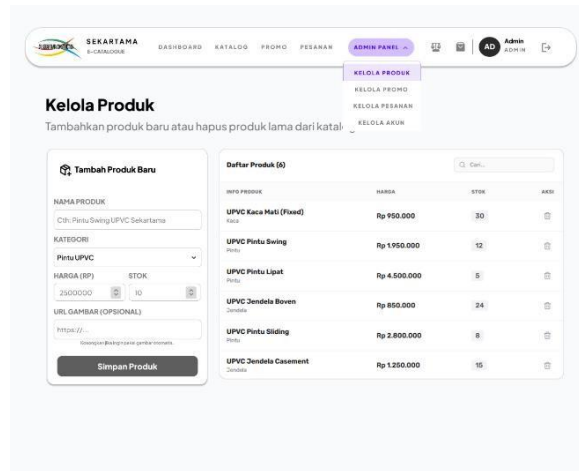 SEKARTAMA
E-CATALOGUE
DASHBOARD KATALOG PROMO PESANAN ADMIN PANEL
AD Admin
ADMIN
KELOLA PRODUK
KELOLA PROMO
KELOLA PESANAN
KELOLA AKUN
Kelola Produk
Tambahkan produk baru atau hapus produk lama dari katalog
Tambah Produk Baru
NAMA PRODUK
Cth: Pintu Swing UPVC Sekartama
KATEGORI
Pintu UPVC
HARGA (RP) STOK
2500000 10
URL GAMBAR (OPSIONAL)
https://...
Simpan Produk
Daftar Produk (6) Cari...
INFO PRODUK HARGA STOK AKSI
UPVC Kaca Mati (Fixed) Rp 950.000 30
Kaca
UPVC Pintu Swing Rp 1.950.000 12
Pintu
UPVC Pintu Lipat Rp 4.500.000 5
Pintu
UPVC Jendela Boven Rp 850.000 24
Jendela
UPVC Pintu Sliding Rp 2.800.000 8
Pintu
UPVC Jendela Casement Rp 1.250.000 15
Jendela